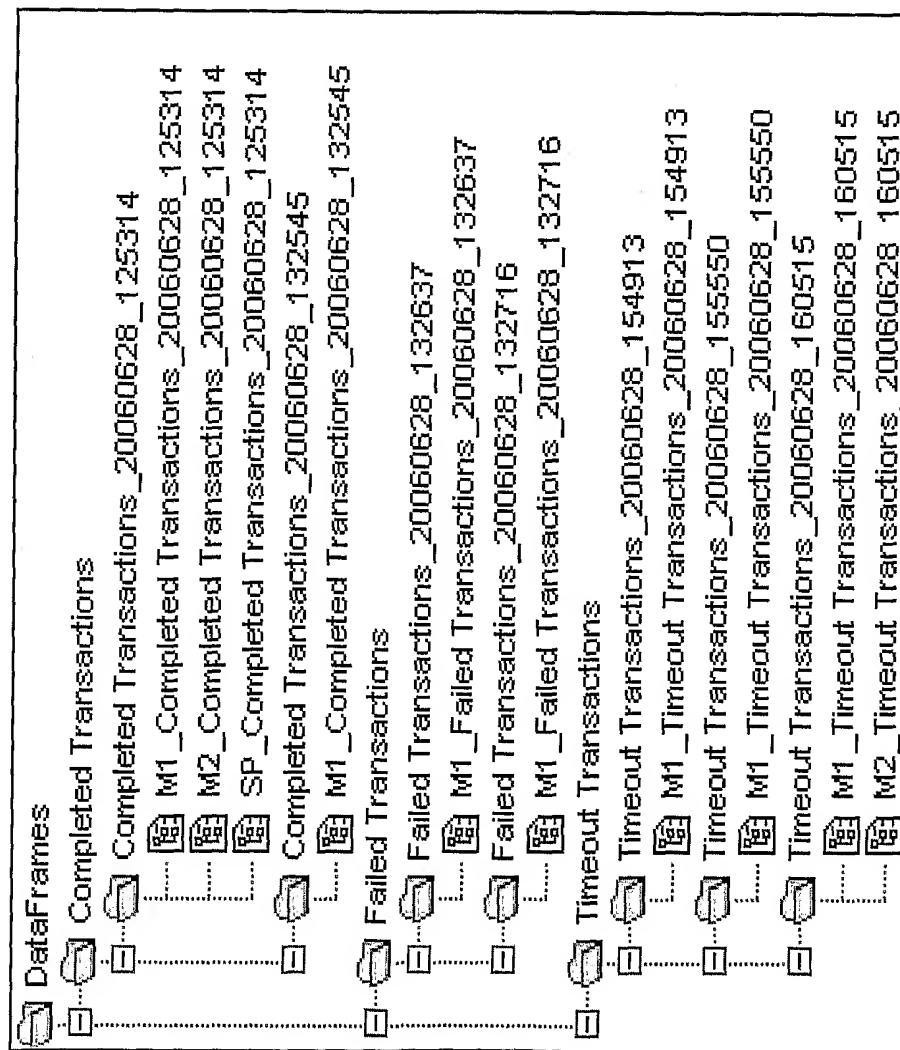 DataFrames
Completed Transactions
Completed Transactions_20060628_125314
M1_Completed Transactions_20060628_125314
M2_Completed Transactions_20060628_125314
SP_Completed Transactions_20060628_125314
Completed Transactions_20060628_132545
M1_Completed Transactions_20060628_132545
Failed Transactions
Failed Transactions_20060628_132637
M1_Failed Transactions_20060628_132637
Failed Transactions_20060628_132716
M1_Failed Transactions_20060628_132716
Timeout Transactions
Timeout Transactions_20060628_154913
M1_Timeout Transactions_20060628_154913
Timeout Transactions_20060628_155550
M1_Timeout Transactions_20060628_155550
Timeout Transactions_20060628_160515
M1_Timeout Transactions_20060628_160515
M2_Timeout Transactions_20060628_160515